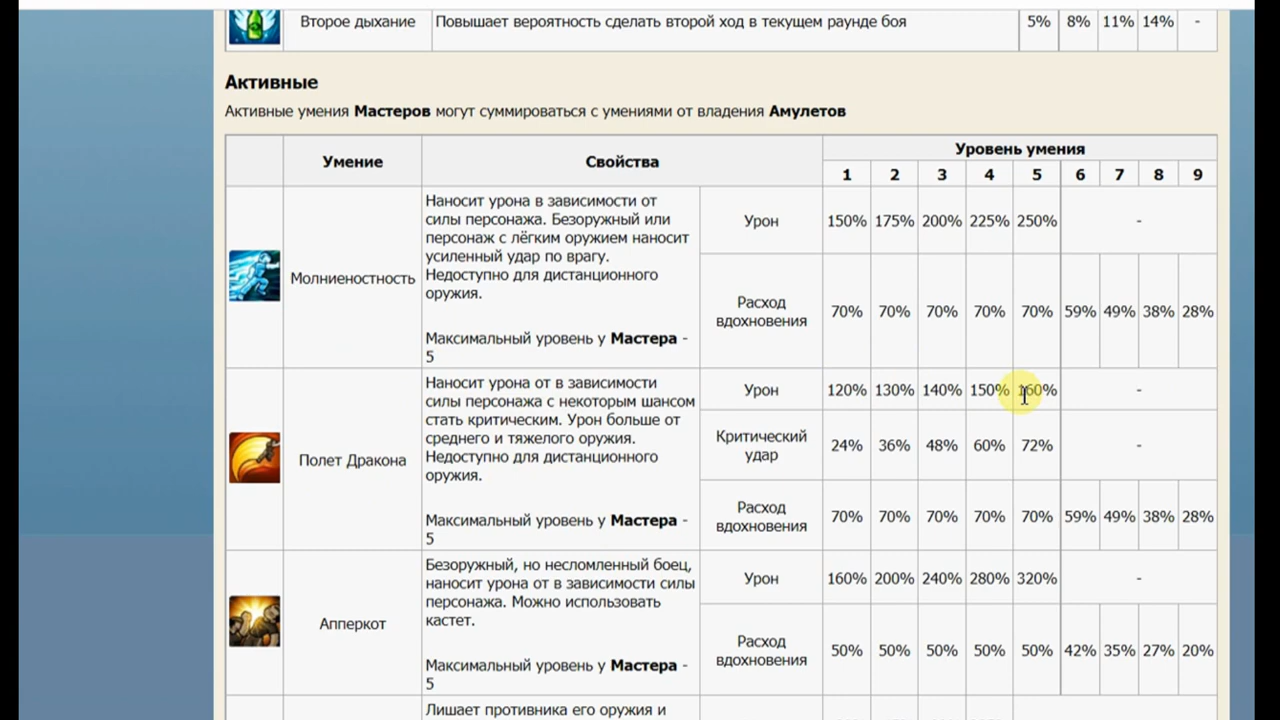 Второе дыхание Повышает вероятность сделать второй ход в текущем раунде боя 5% 8% 11% 14% -
Активные
Активные умения Мастеров могут суммироваться с умениями от владения Амулетов
Умение Свойства Уровень умения
1 2 3 4 5 6 7 8 9
Молниеностность
Наносит урона в зависимости от
силы персонажа. Безоружный или
персонаж с лёгким оружием наносит
усиленный удар по врагу.
Недоступно для дистанционного
оружия.
Максимальный уровень у Мастера -
5
Урон 150% 175% 200% 225% 250% -
Расход
вдохновения
70% 70% 70% 70% 70% 59% 49% 38% 28%
Полет Дракона
Наносит урона от в зависимости
силы персонажа с некоторым шансом
стать критическим. Урон больше от
среднего и тяжелого оружия.
Недоступно для дистанционного
оружия.
Максимальный уровень у Мастера -
5
Урон 120% 130% 140% 150% 160% -
Критический
удар
24% 36% 48% 60% 72% -
Расход
вдохновения
70% 70% 70% 70% 70% 59% 49% 38% 28%
Апперкот
Безоружный, но несломленный боец,
наносит урона от в зависимости силы
персонажа. Можно использовать
кастет.
Максимальный уровень у Мастера -
5
Урон 160% 200% 240% 280% 320% -
Расход
вдохновения
50% 50% 50% 50% 50% 42% 35% 27% 20%
Лишает противника его оружия и